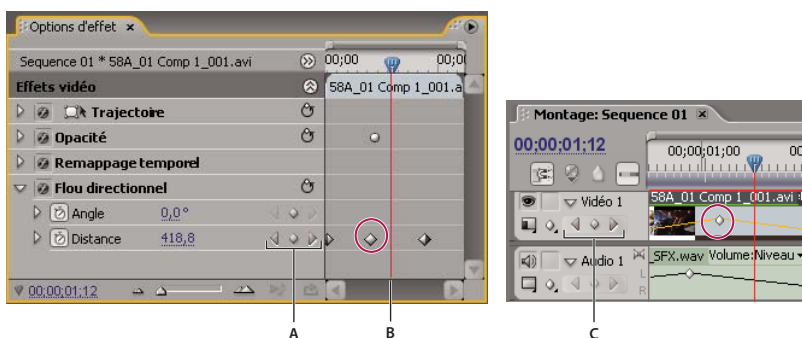 Options d'effet ×
Sequence 01 * 58A_01 Comp 1_001.avi
00;00
00;0
Effets vidéo
58A_01 Comp 1_001.a
Trajectoire
Opacité
Remappage temporel
Flou directionnel
Angle 0,0°
Distance 418,8
00;00;01;12
A
B
Montage: Sequence 01 ×
00;00;01;12
00;00;01;00
00
Vidéo 1
58A_01 Comp 1_001.avi
Audio 1
_SFX.wav Volume:Niveau
L
R
C